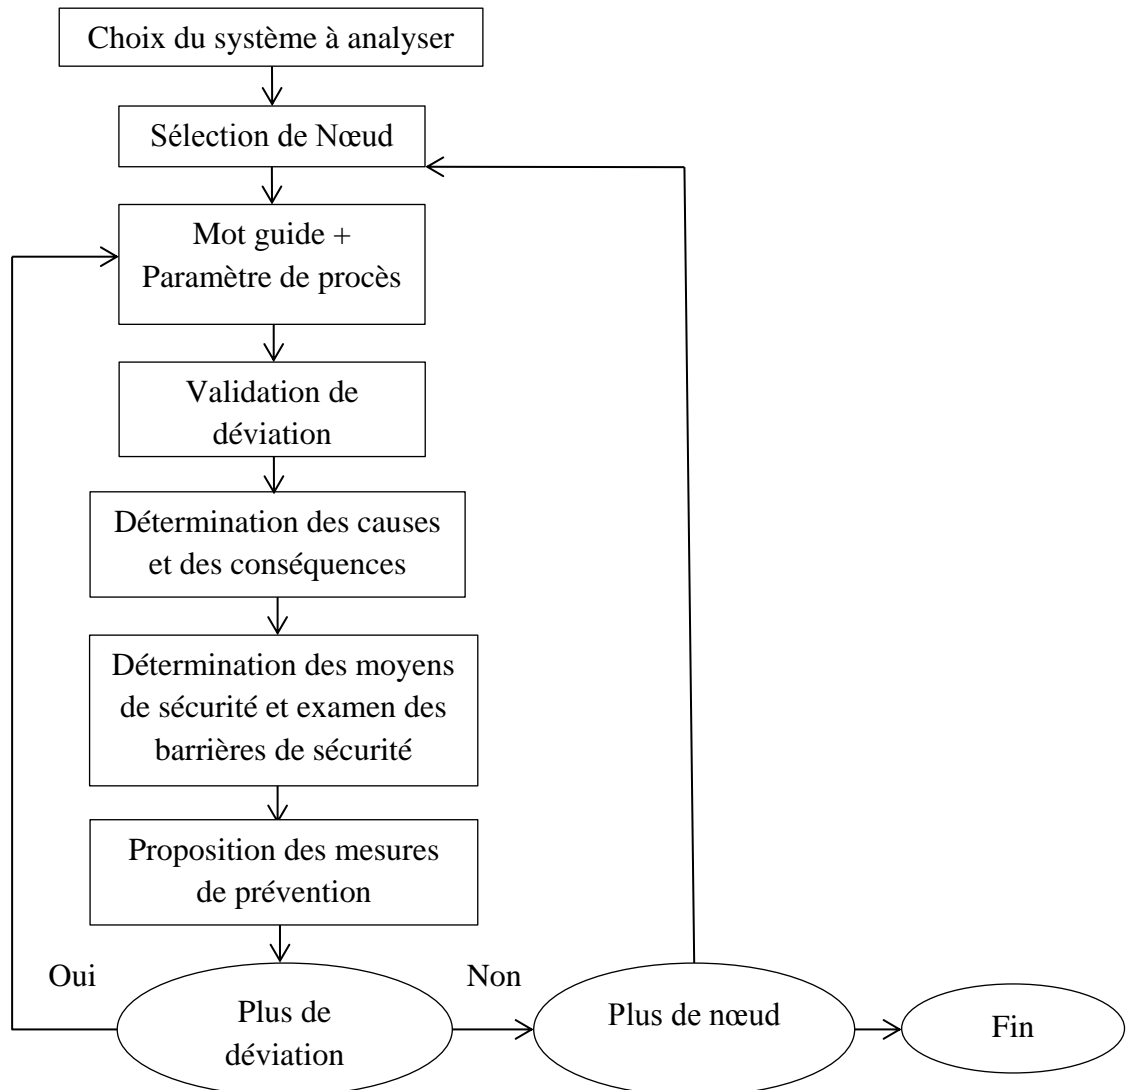 Choix du système à analyser
Sélection de Nœud
Mot guide +
Paramètre de procès
Validation de
déviation
Détermination des causes
et des conséquences
Détermination des moyens
de sécurité et examen des
barrières de sécurité
Proposition des mesures
de prévention
Oui
Non
Plus de
déviation
Plus de nœud
Fin